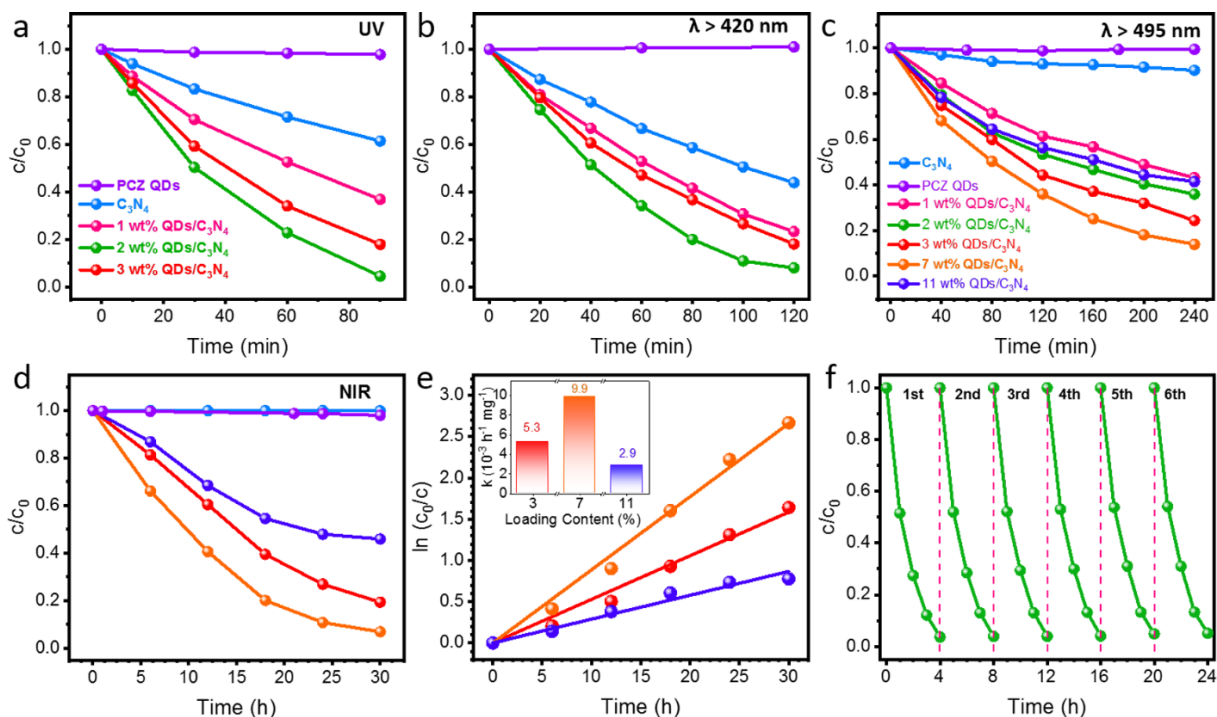 a
UV
c/c₀
1.0
0.8
0.6
0.4
0.2
0.0
PCZ QDs
C₃N₄
1 wt% QDs/C₃N₄
2 wt% QDs/C₃N₄
3 wt% QDs/C₃N₄
0 20 40 60 80
Time (min)
b
λ > 420 nm
c/c₀
1.0
0.8
0.6
0.4
0.2
0.0
0 20 40 60 80 100 120
Time (min)
c
λ > 495 nm
c/c₀
1.0
0.8
0.6
0.4
0.2
0.0
C₃N₄
PCZ QDs
1 wt% QDs/C₃N₄
2 wt% QDs/C₃N₄
3 wt% QDs/C₃N₄
7 wt% QDs/C₃N₄
11 wt% QDs/C₃N₄
0 40 80 120 160 200 240
Time (min)
d
NIR
c/c₀
1.0
0.8
0.6
0.4
0.2
0.0
0 5 10 15 20 25 30
Time (h)
e
ln (c₀/c)
3.0
2.5
2.0
1.5
1.0
0.5
0.0
k (10⁻³ h⁻¹ mg⁻¹)
10
8
6
4
2
0
5.3
9.9
2.9
3 7 11
Loading Content (%)
0 5 10 15 20 25 30
Time (h)
f
c/c₀
1.0
0.8
0.6
0.4
0.2
0.0
1st 2nd 3rd 4th 5th 6th
0 4 8 12 16 20 24
Time (h)